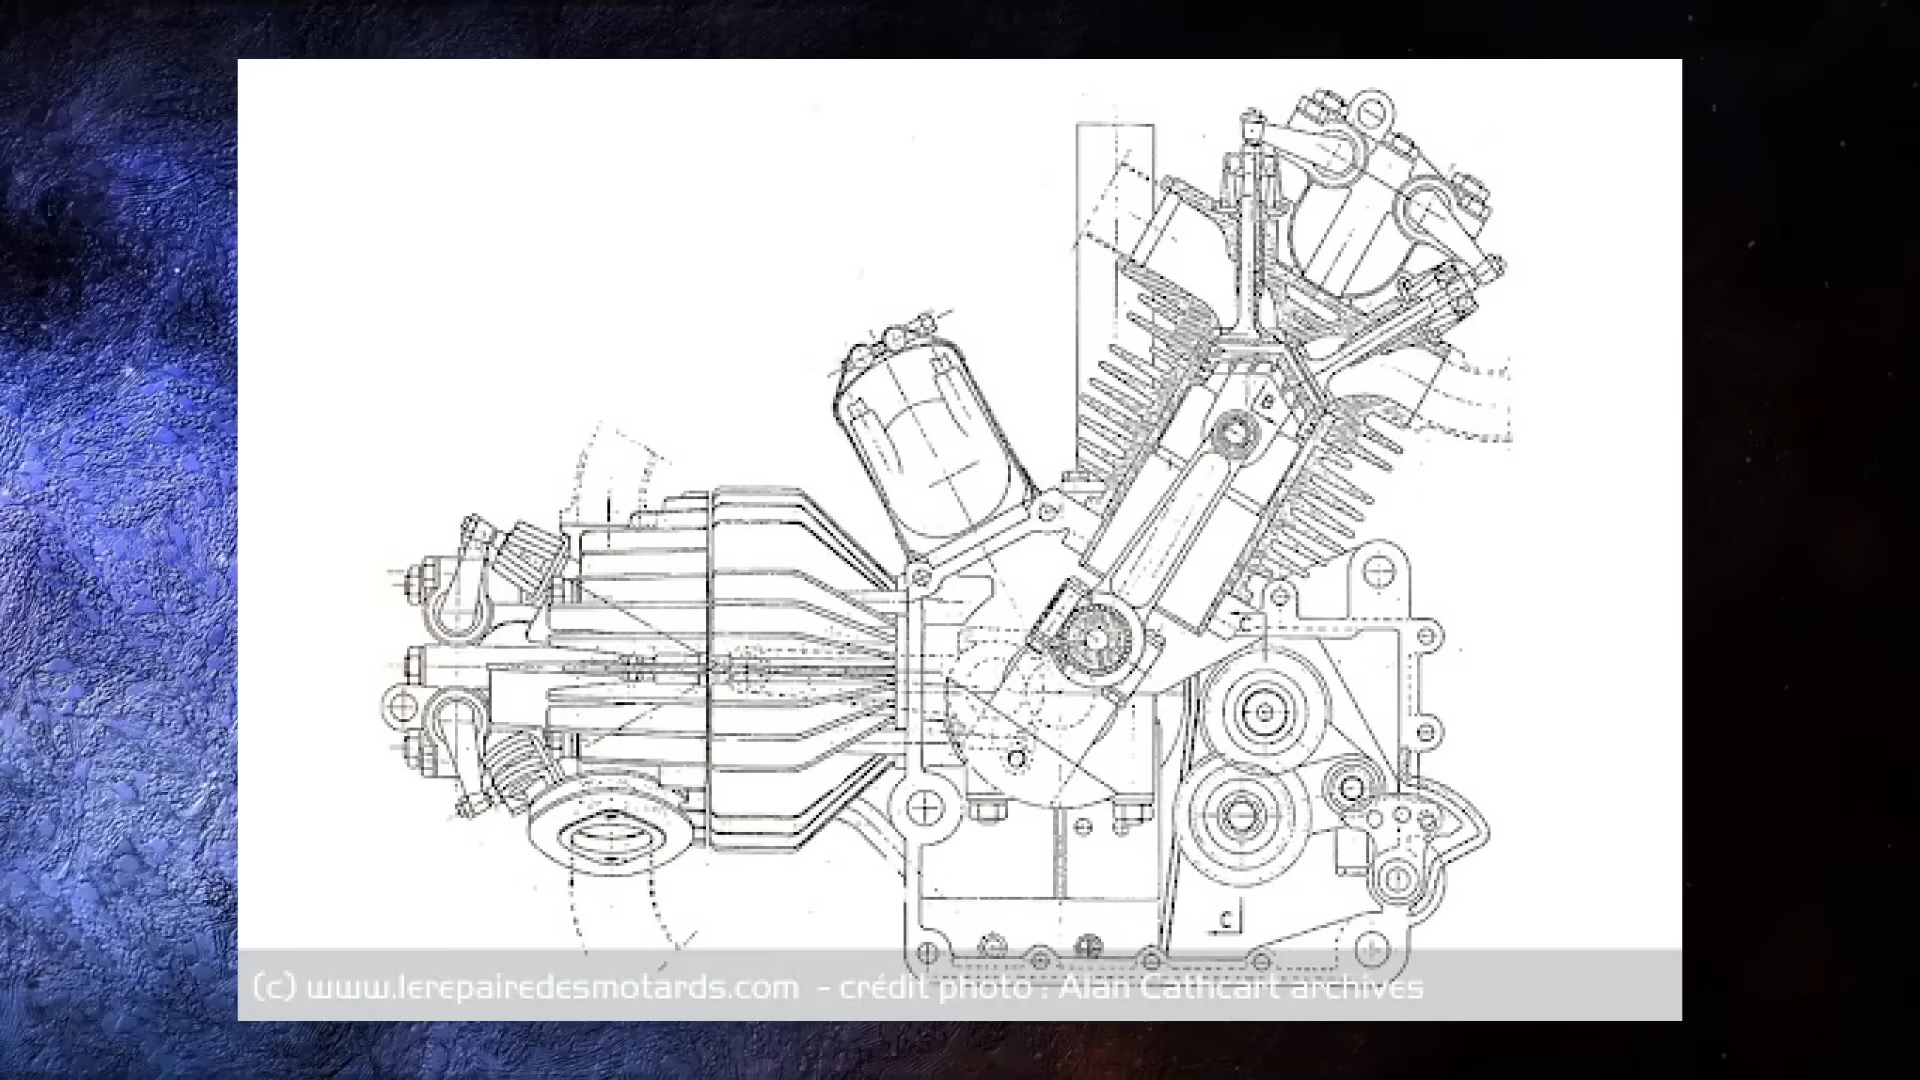 B
C
C
(c) www.lerepairedesmotards.com - crédit photo : Alan Cathcart archives